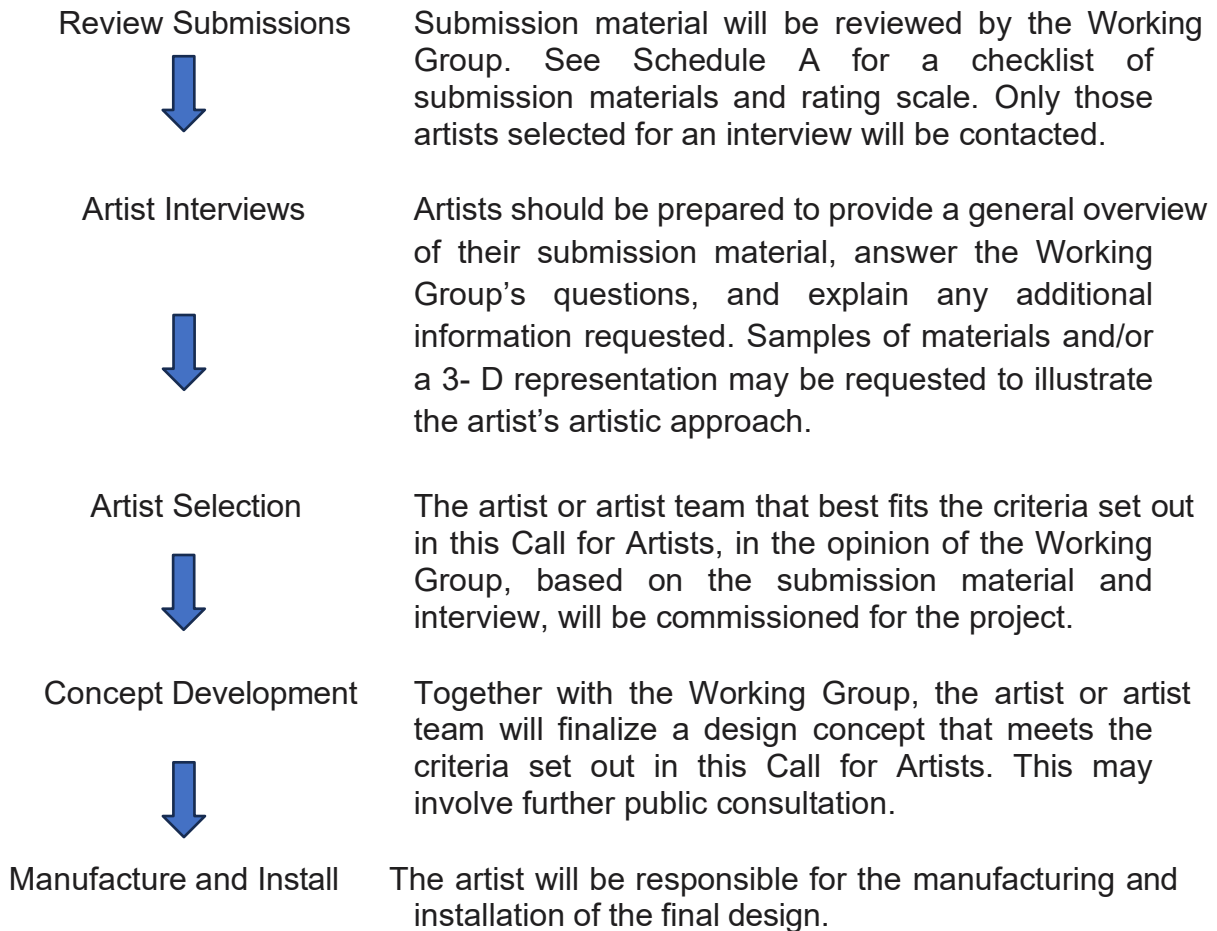 Review Submissions
Submission material will be reviewed by the Working
Group. See Schedule A for a checklist of
submission materials and rating scale. Only those
artists selected for an interview will be contacted.
Artist Interviews
Artists should be prepared to provide a general overview
of their submission material, answer the Working
Group’s questions, and explain any additional
information requested. Samples of materials and/or
a 3- D representation may be requested to illustrate
the artist’s artistic approach.
Artist Selection
The artist or artist team that best fits the criteria set out
in this Call for Artists, in the opinion of the Working
Group, based on the submission material and
interview, will be commissioned for the project.
Concept Development
Together with the Working Group, the artist or artist
team will finalize a design concept that meets the
criteria set out in this Call for Artists. This may
involve further public consultation.
Manufacture and Install
The artist will be responsible for the manufacturing and
installation of the final design.